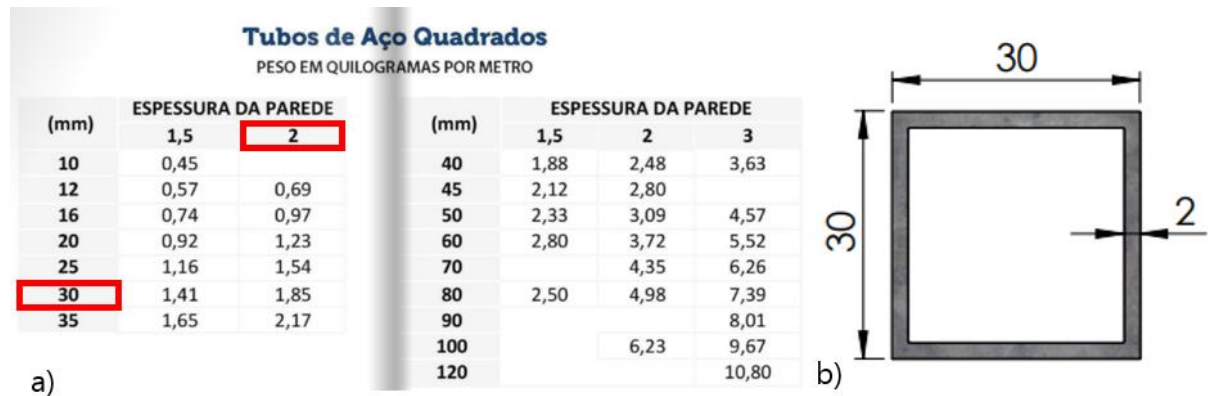 Tubos de Aço Quadrados
PESO EM QUILOGRAMAS POR METRO
(mm) ESPESSURA DA PAREDE
1,5 2
10 0,45
12 0,57 0,69
16 0,74 0,97
20 0,92 1,23
25 1,16 1,54
30 1,41 1,85
35 1,65 2,17
a)
(mm) ESPESSURA DA PAREDE
1,5 2 3
40 1,88 2,48 3,63
45 2,12 2,80
50 2,33 3,09 4,57
60 2,80 3,72 5,52
70 4,35 6,26
80 2,50 4,98 7,39
90 8,01
100 6,23 9,67
120 10,80
30
30
2
b)